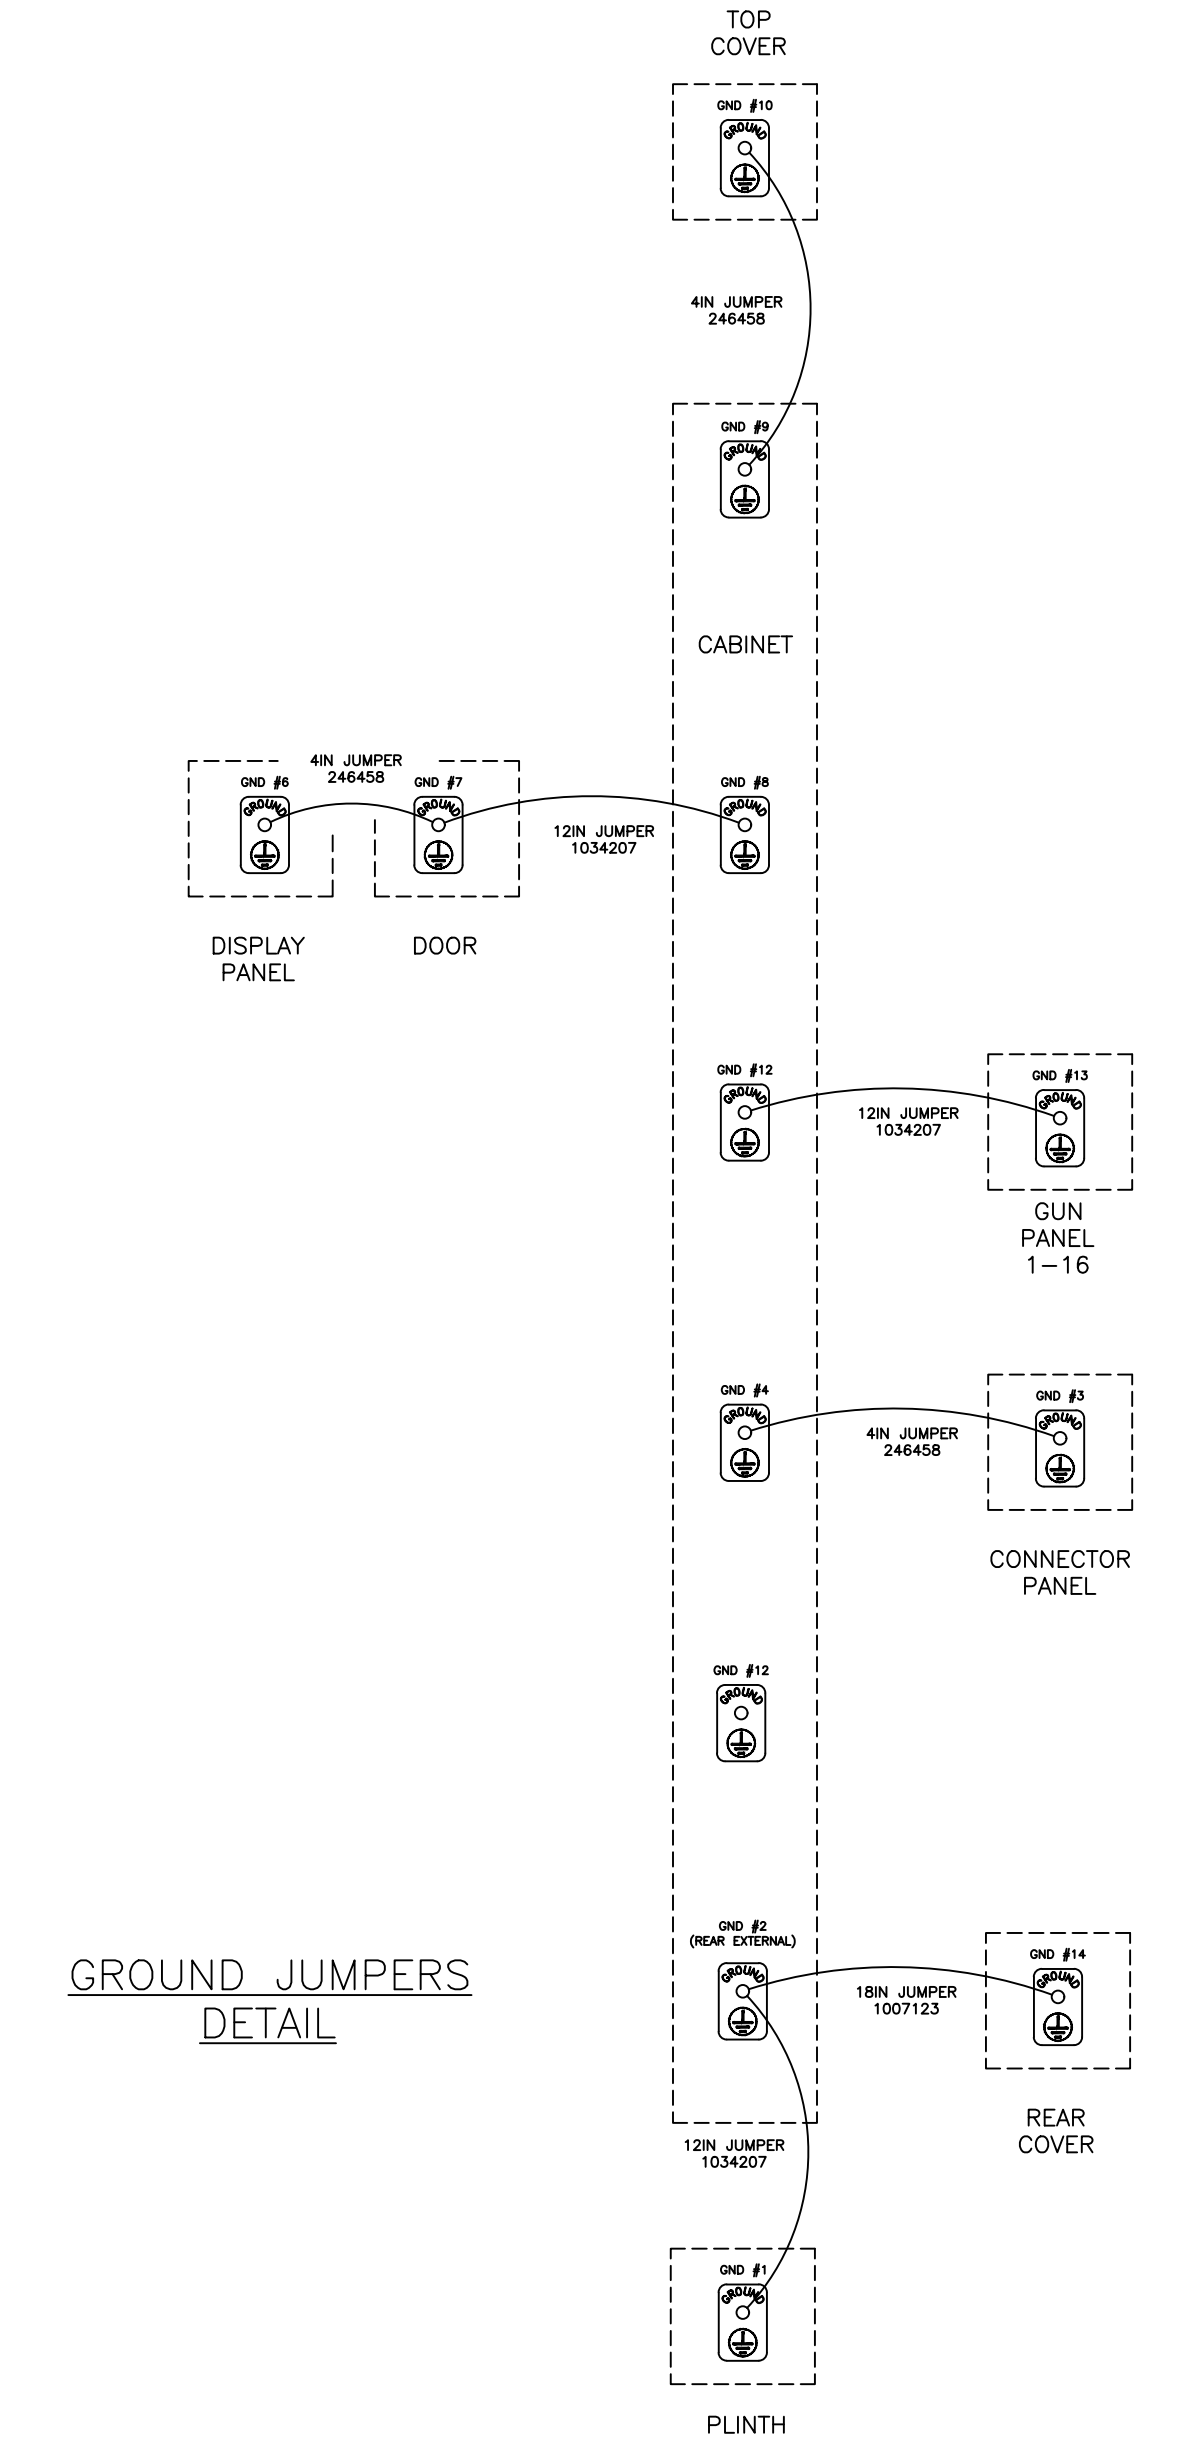 TOP
COVER
GND #10
GROUND
4IN JUMPER
246458
GND #9
GROUND
CABINET
4IN JUMPER
246458
GND #6
GROUND
GND #7
GROUND
GND #8
GROUND
12IN JUMPER
1034207
DISPLAY
PANEL
DOOR
GND #12
GROUND
12IN JUMPER
1034207
GND #13
GROUND
GUN
PANEL
1-16
GND #4
GROUND
4IN JUMPER
246458
GND #3
GROUND
CONNECTOR
PANEL
GND #12
GROUND
GND #2
(REAR EXTERNAL)
GROUND
18IN JUMPER
1007123
GND #14
GROUND
REAR
COVER
GROUND JUMPERS
DETAIL
12IN JUMPER
1034207
GND #1
GROUND
PLINTH